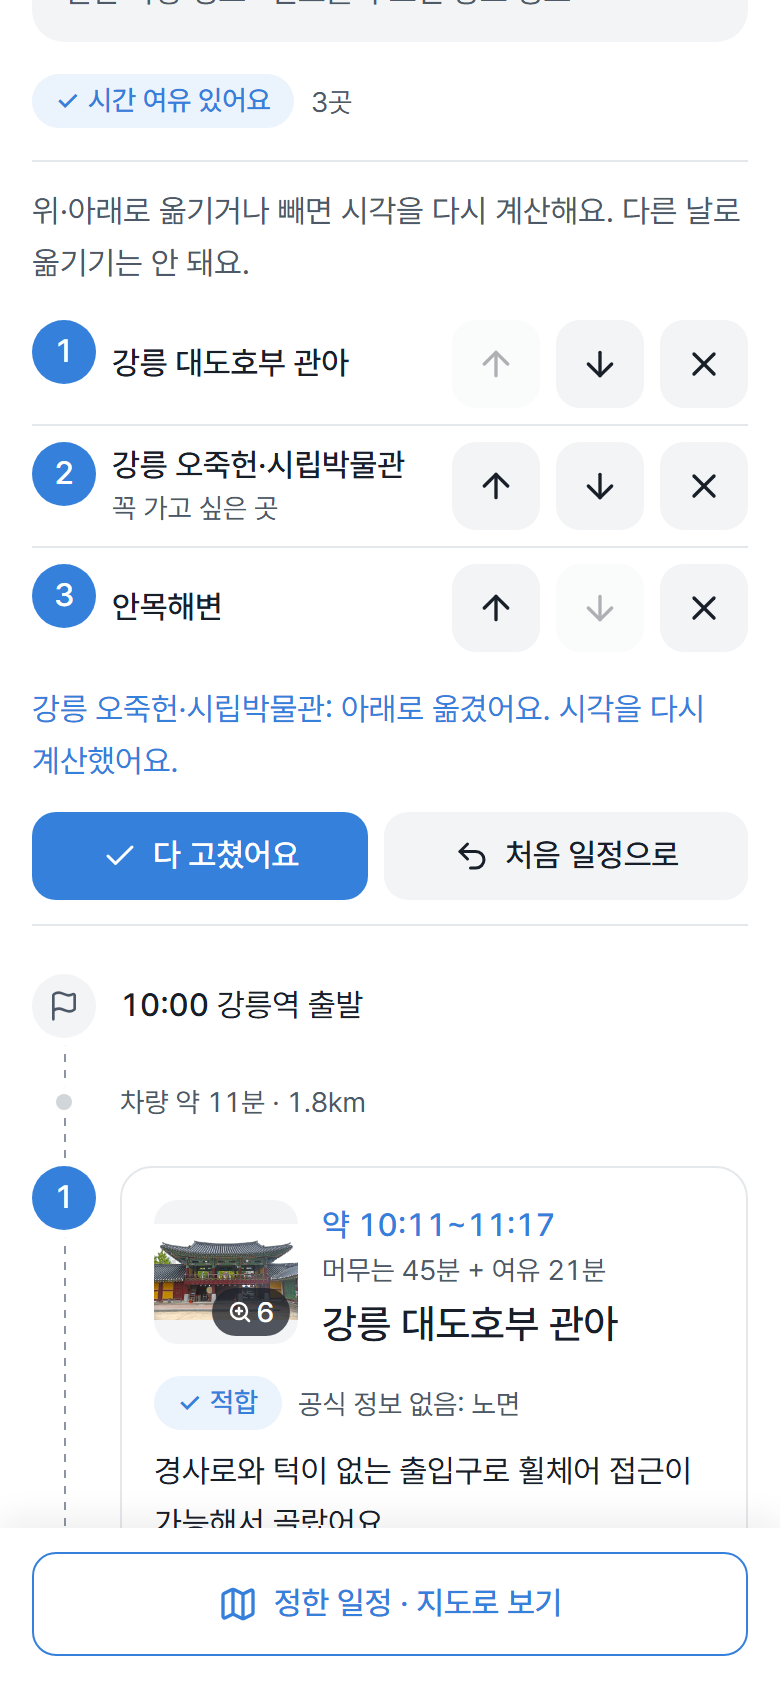 시간 여유 있어요 3곳
위·아래로 옮기거나 빼면 시각을 다시 계산해요. 다른 날로
옮기기는 안 돼요.
1 강릉 대도호부 관아
2 강릉 오죽헌·시립박물관
꼭 가고 싶은 곳
3 안목해변
강릉 오죽헌·시립박물관: 아래로 옮겼어요. 시각을 다시
계산했어요.
다 고쳤어요 처음 일정으로
10:00 강릉역 출발
차량 약 11분 · 1.8km
1
약 10:11~11:17
머무는 45분 + 여유 21분
6
강릉 대도호부 관아
적합 공식 정보 없음: 노면
경사로와 턱이 없는 출입구로 휠체어 접근이
가능해서 골랐어요
정한 일정 · 지도로 보기